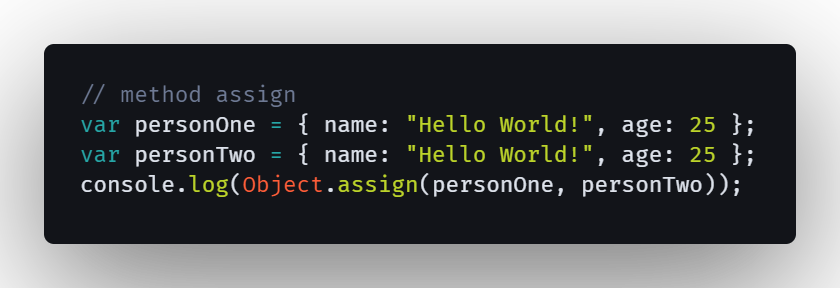 // method assign
var personOne = { name: "Hello World!", age: 25 };
var personTwo = { name: "Hello World!", age: 25 };
console.log(Object.assign(personOne, personTwo));